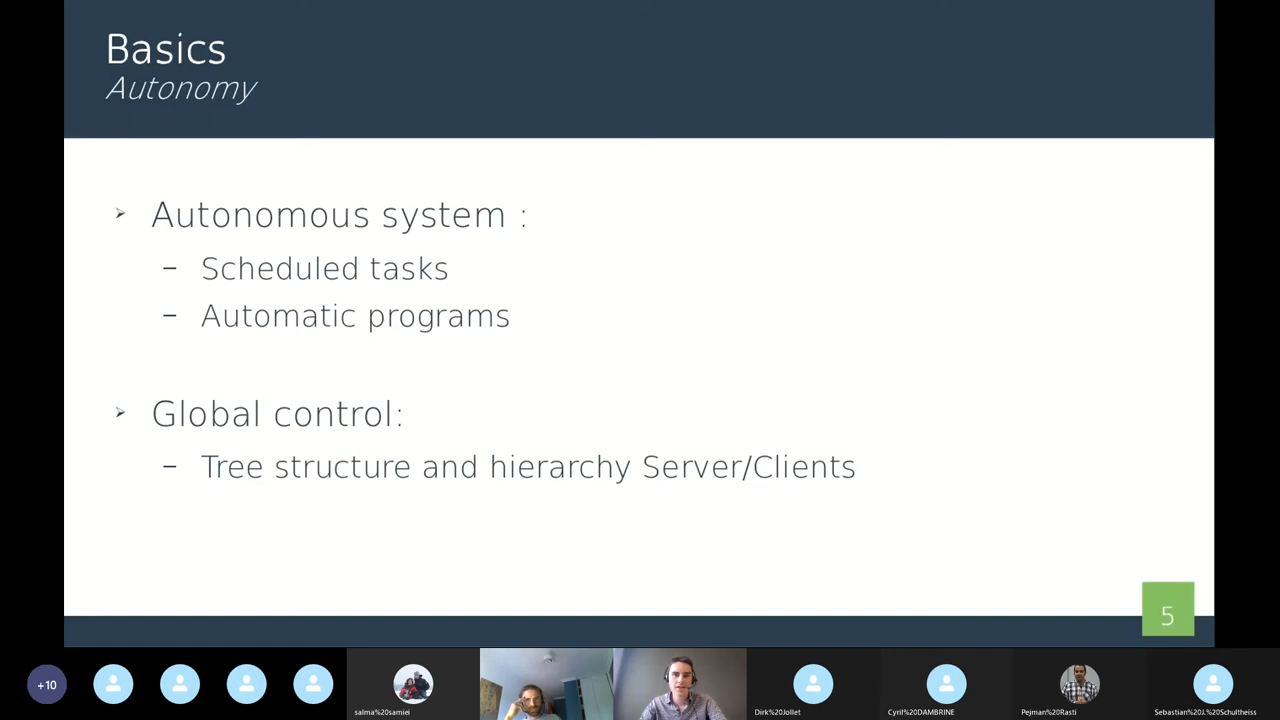 Basics
Autonomy
Autonomous system :
Scheduled tasks
Automatic programs
Global control:
Tree structure and hierarchy Server/Clients
5
+10
salma%20samiei
Dirk%20Jollet
Cyril%20DAMBRINE
Pejman%20Rasti
Sebastian%20J.%20Schultheiss